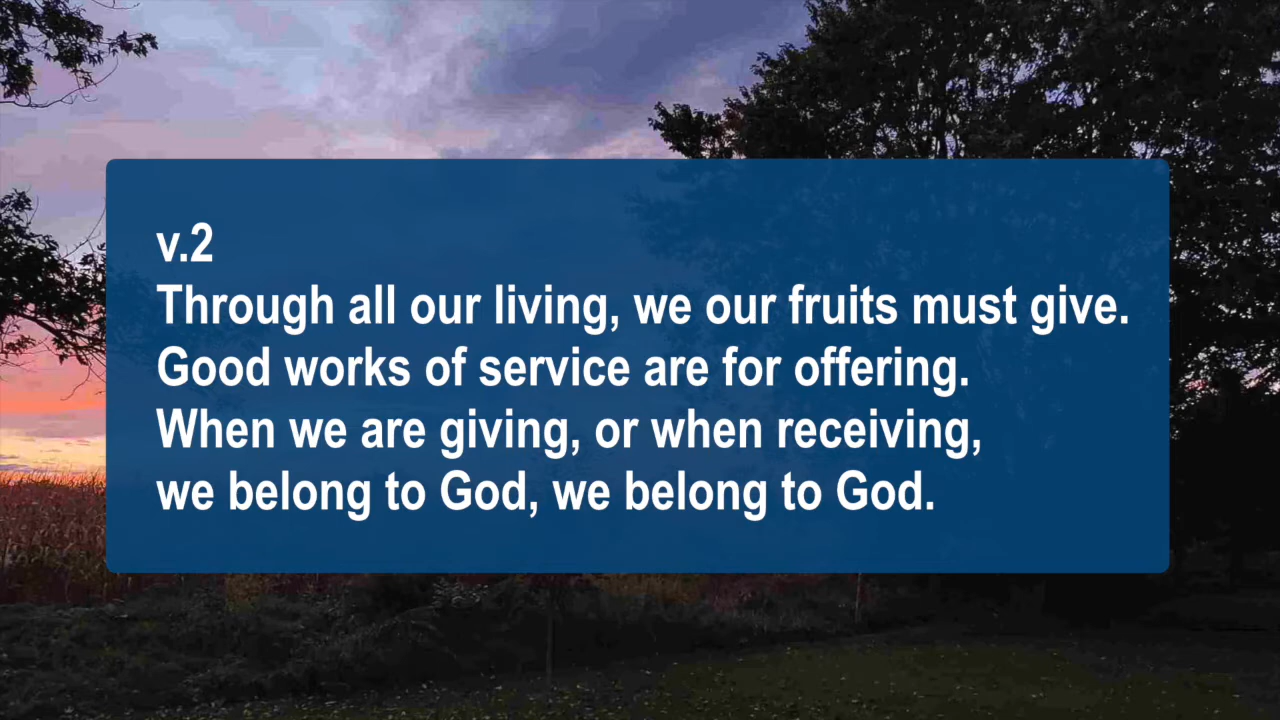 v.2
Through all our living, we our fruits must give.
Good works of service are for offering.
When we are giving, or when receiving,
we belong to God, we belong to God.